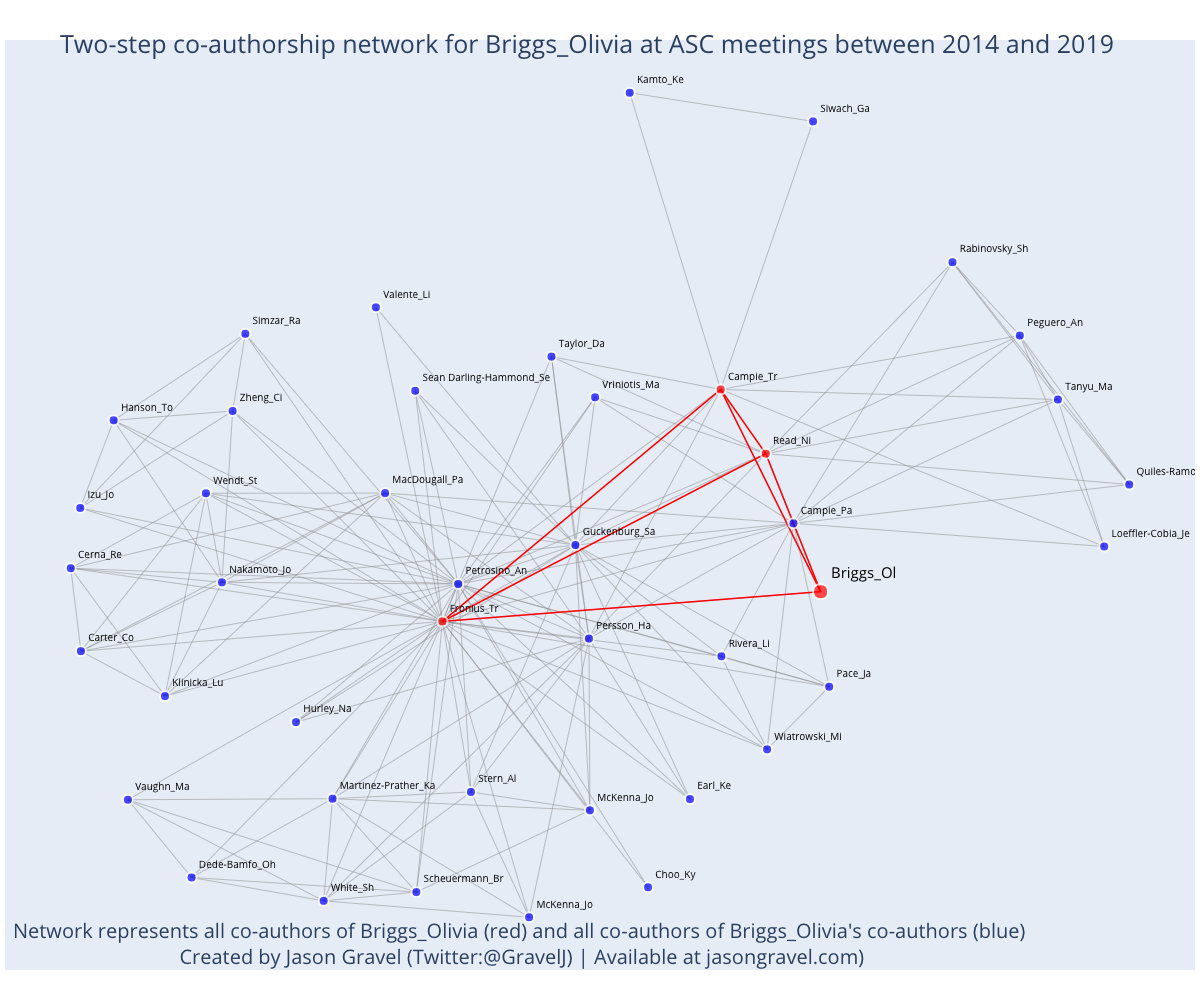 Two-step co-authorship network for Briggs_Olivia at ASC meetings between 2014 and 2019
Kamto_Ke
Siwach_Ga
Rabinovsky_Sh
Valente_Li
Simzar_Ra
Peguero_An
Taylor_Da
Sean Darling-Hammond_Se
Campie_Tr
Vriniotis_Ma
Tanyu_Ma
Zheng_Ci
Hanson_To
Read_Ni
Quiles-Ramo
MacDougall_Pa
Wendt_St
Izu_Jo
Campie_Pa
Guckenburg_Sa
Loeffler-Cobia_Je
Cerna_Re
Nakamoto_Jo
Petrosino_An
Briggs_Ol
Fronius_Tr
Persson_Ha
Carter_Co
Rivera_Li
Pace_Ja
Klinicka_Lu
Hurley_Na
Wiatrowski_Mi
Stern_Al
Vaughn_Ma
Martinez-Prather_Ka
Earl_Ke
McKenna_Jo
Dede-Bamfo_Oh
Scheuermann_Br
Choo_Ky
White_Sh
McKenna_Jo
Network represents all co-authors of Briggs_Olivia (red) and all co-authors of Briggs_Olivia's co-authors (blue)
Created by Jason Gravel (Twitter:@GravelJ) | Available at jasongravel.com)